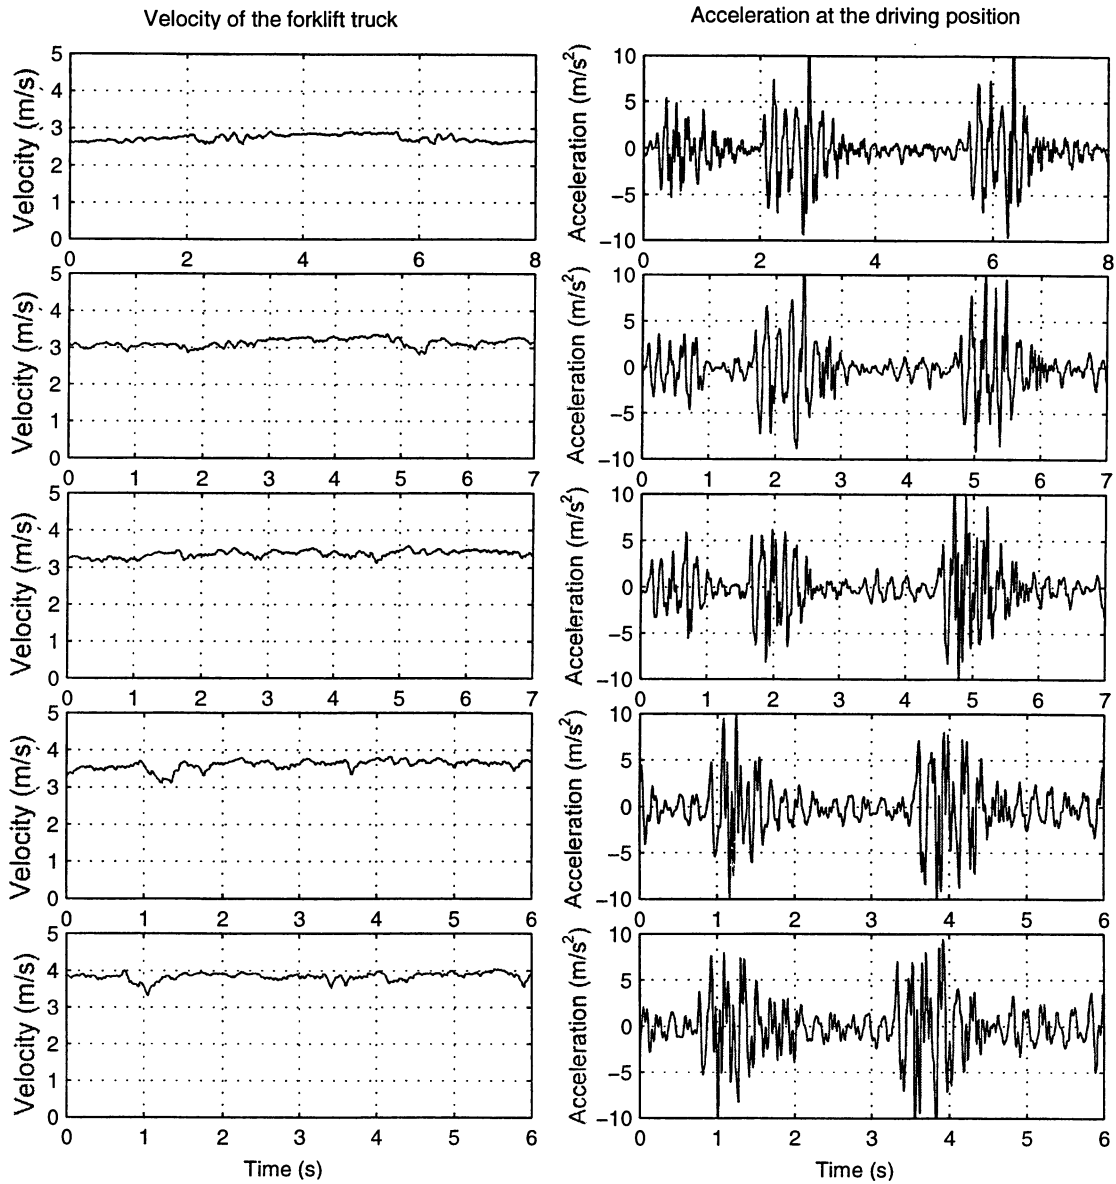 Velocity of the forklift truck
Acceleration at the driving position
Velocity (m/s)
5
4
3
2
1
0
0 2 4 6 8
Acceleration (m/s²)
10
5
0
−5
−10
0 2 4 6 8
Velocity (m/s)
5
4
3
2
1
0
0 1 2 3 4 5 6 7
Acceleration (m/s²)
10
5
0
−5
−10
0 1 2 3 4 5 6 7
Velocity (m/s)
5
4
3
2
1
0
0 1 2 3 4 5 6 7
Acceleration (m/s²)
10
5
0
−5
−10
0 1 2 3 4 5 6 7
Velocity (m/s)
5
4
3
2
1
0
0 1 2 3 4 5 6
Acceleration (m/s²)
10
5
0
−5
−10
0 1 2 3 4 5 6
Velocity (m/s)
5
4
3
2
1
0
0 1 2 3 4 5 6
Time (s)
Acceleration (m/s²)
10
5
0
−5
−10
0 1 2 3 4 5 6
Time (s)